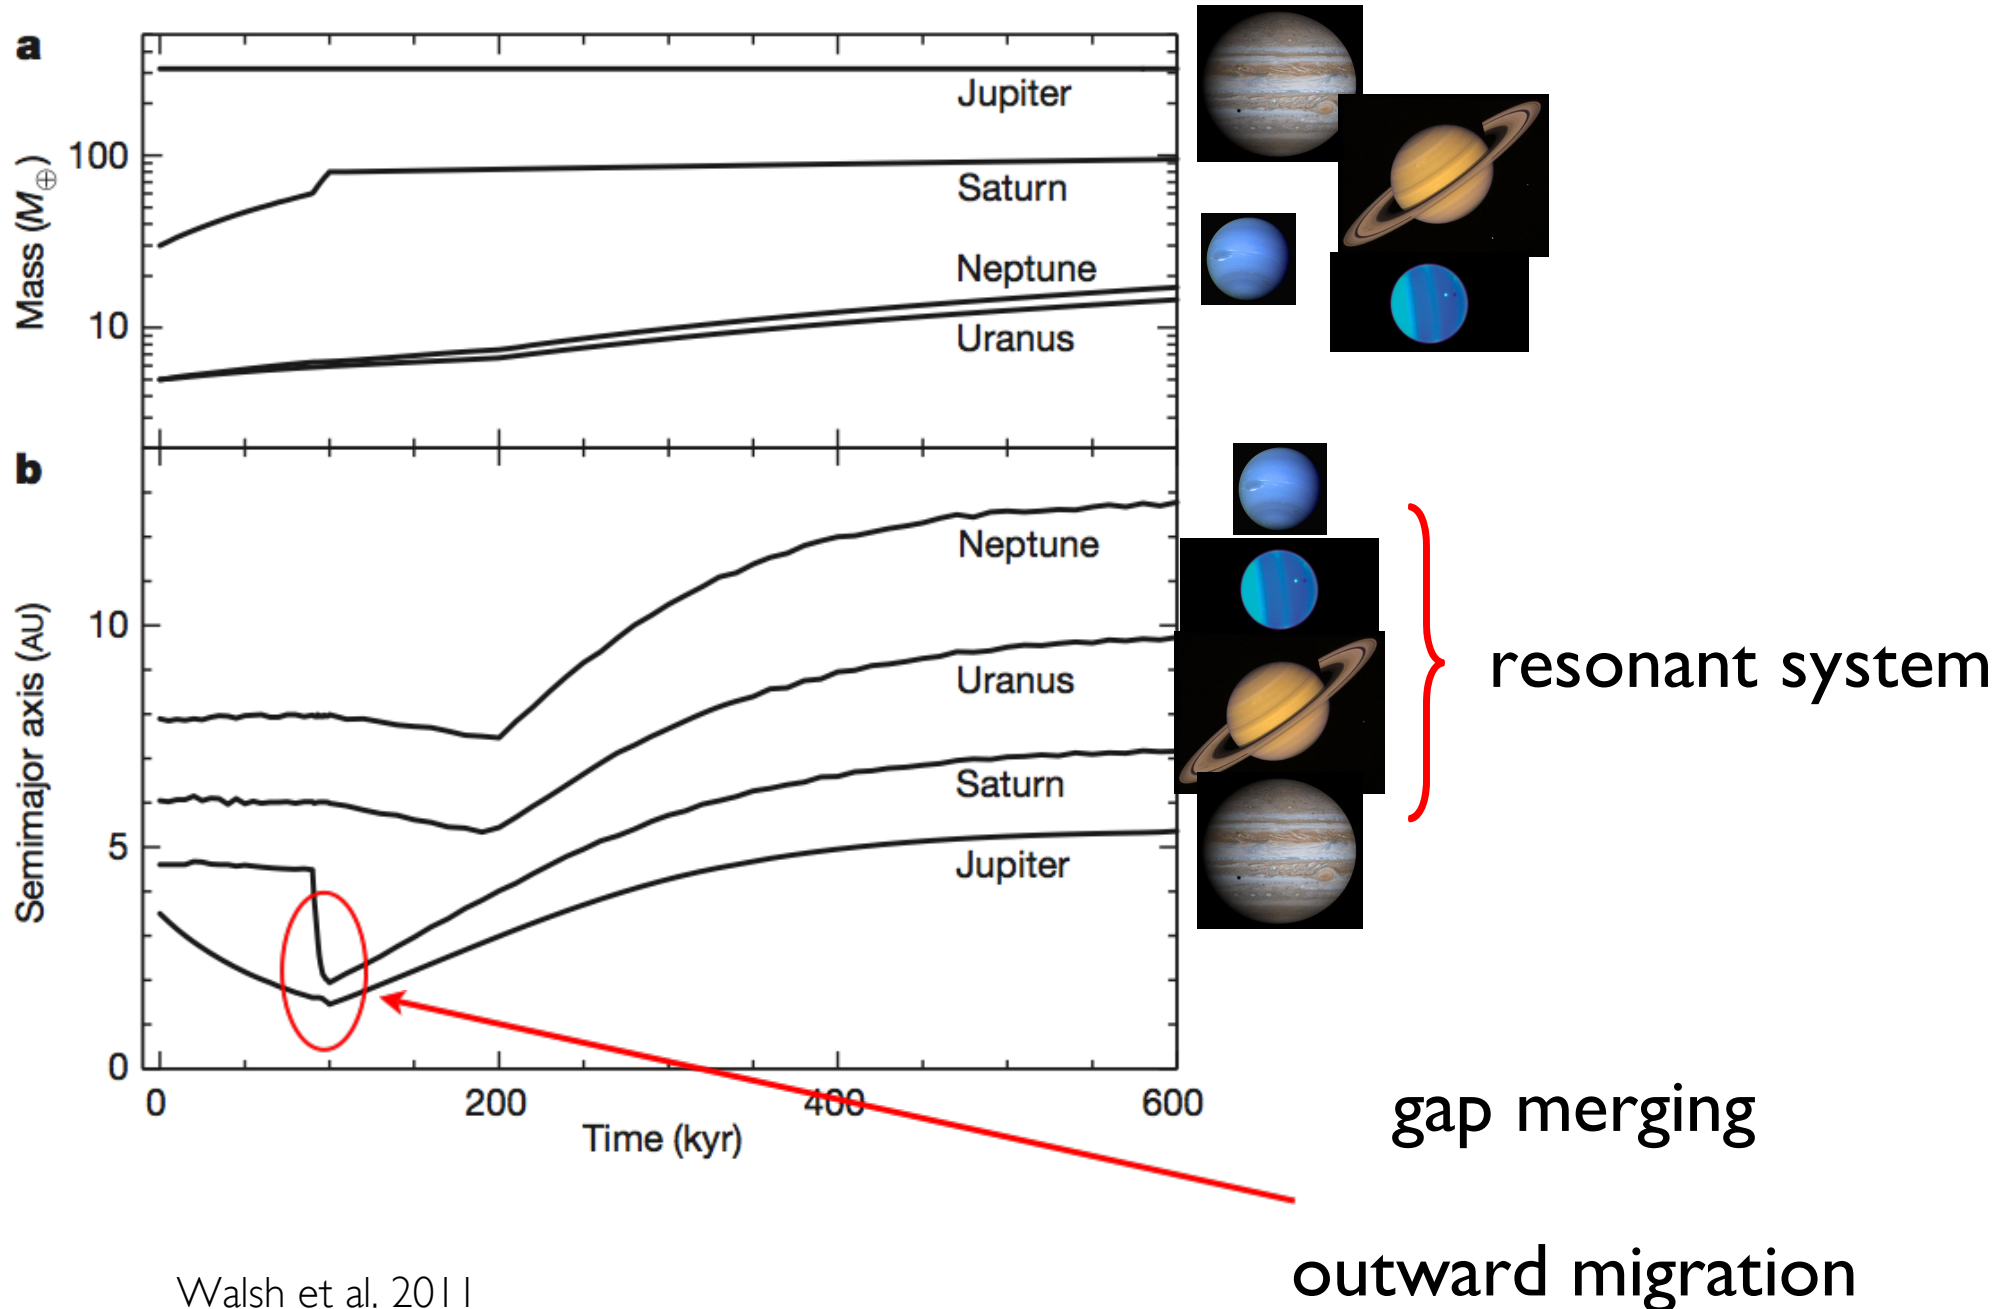 a
Mass (M⊕)
100
10
Jupiter
Saturn
Neptune
Uranus
b
Semimajor axis (AU)
10
5
0
Neptune
Uranus
Saturn
Jupiter
0 200 400 600
Time (kyr)
resonant system
gap merging
outward migration
Walsh et al. 2011